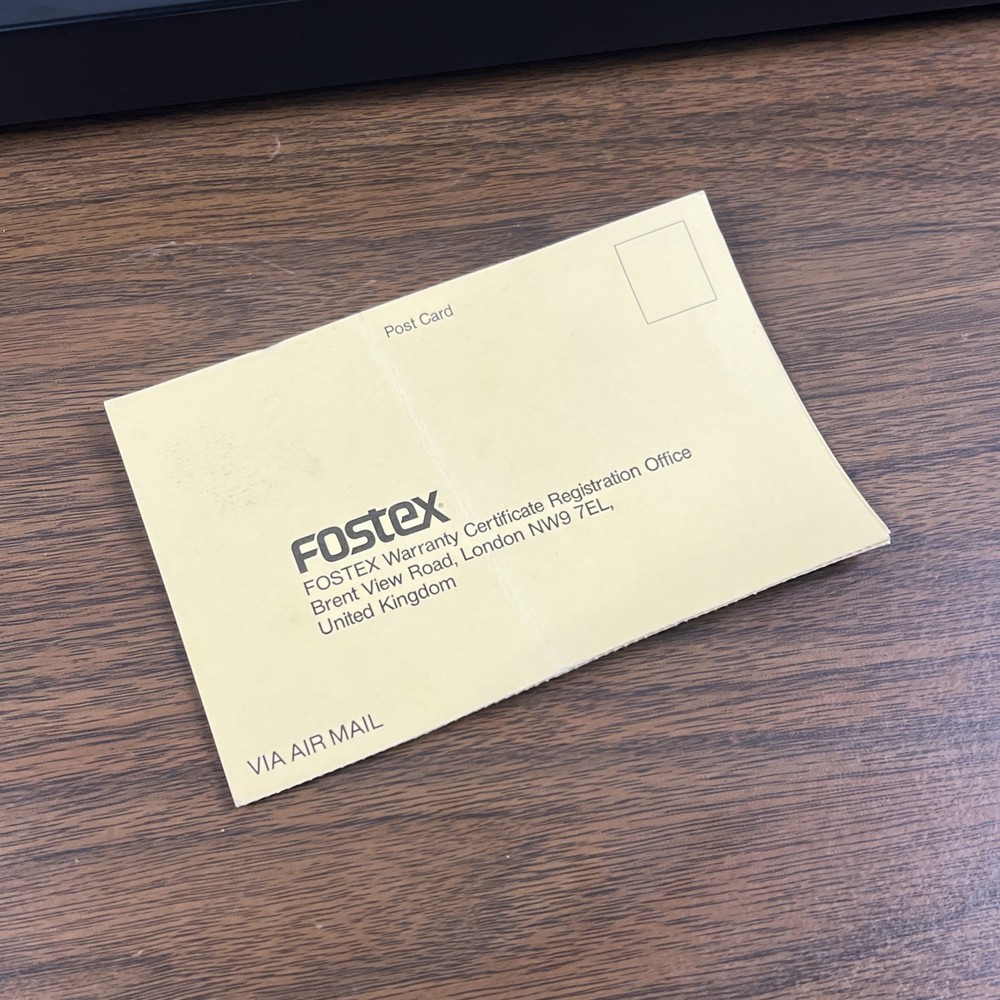 Post Card
FOSTEX
FOSTEX Warranty Certificate Registration Office
Brent View Road, London NW9 7EL,
United Kingdom
VIA AIR MAIL